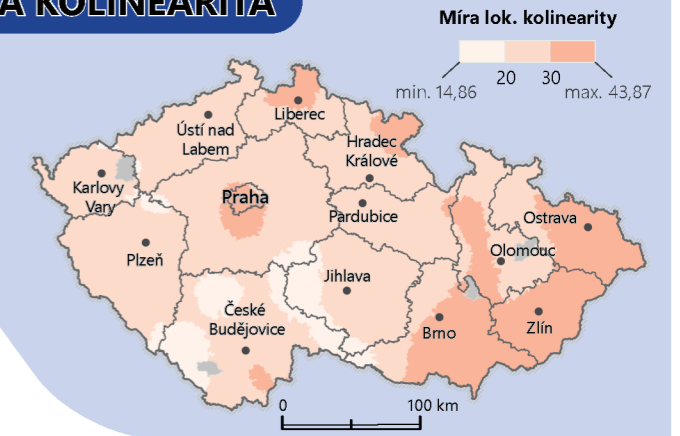 A KOLINEARITA
Míra lok. kolinearity
20 30
min. 14,86 max. 43,87
Liberec
Ústí nad
Labem
Hradec
Králové
Karlovy
Vary
Praha
Pardubice
Ostrava
Plzeň
Olomouc
Jihlava
České
Budějovice
Brno
Zlín
0 100 km